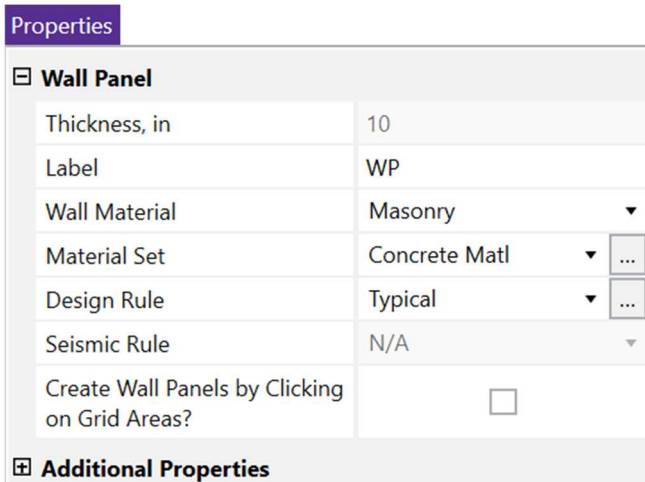 Properties
Wall Panel
Thickness, in 10
Label WP
Wall Material Masonry
Material Set Concrete Matl ...
Design Rule Typical ...
Seismic Rule N/A
Create Wall Panels by Clicking
on Grid Areas?
Additional Properties